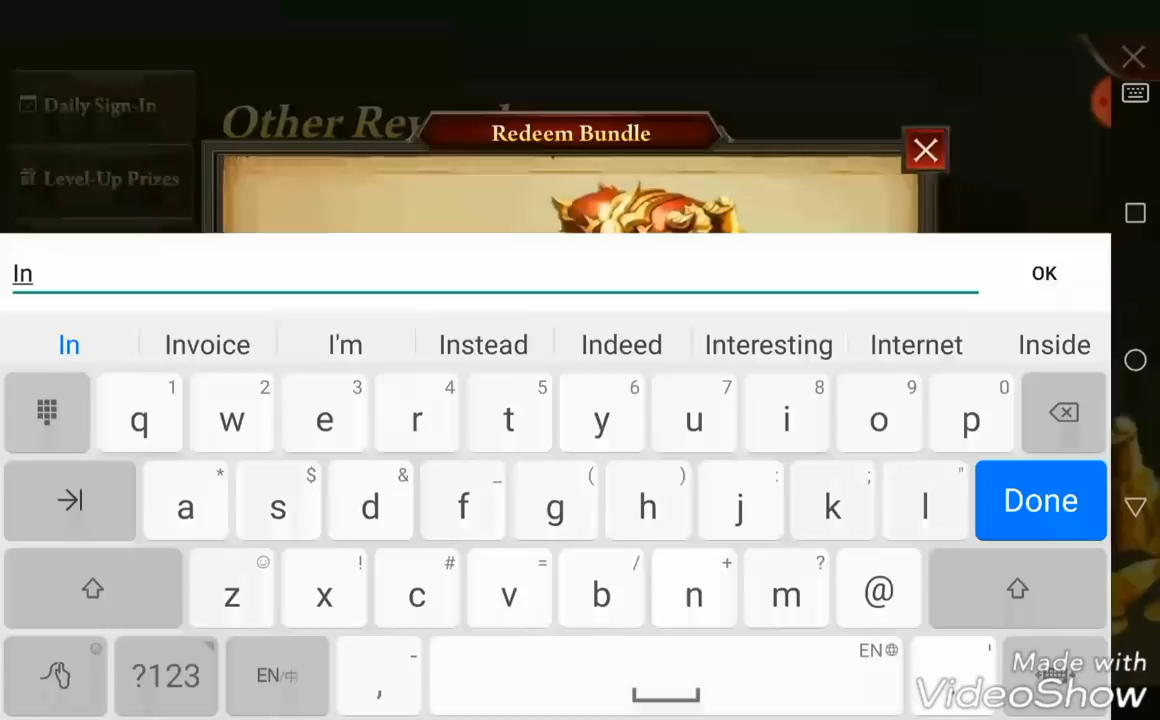 Daily Sign-In
Other Rew
Redeem Bundle
Level-Up Prizes
In
OK
In Invoice I'm Instead Indeed Interesting Internet Inside
1 2 3 4 5 6 7 8 9 0
q w e r t y u i o p
* $ & _ ( ) : ; "
a s d f g h j k l Done
! # = / + ?
z x c v b n m @
?123 EN/中 , - EN '
Made with
VideoShow